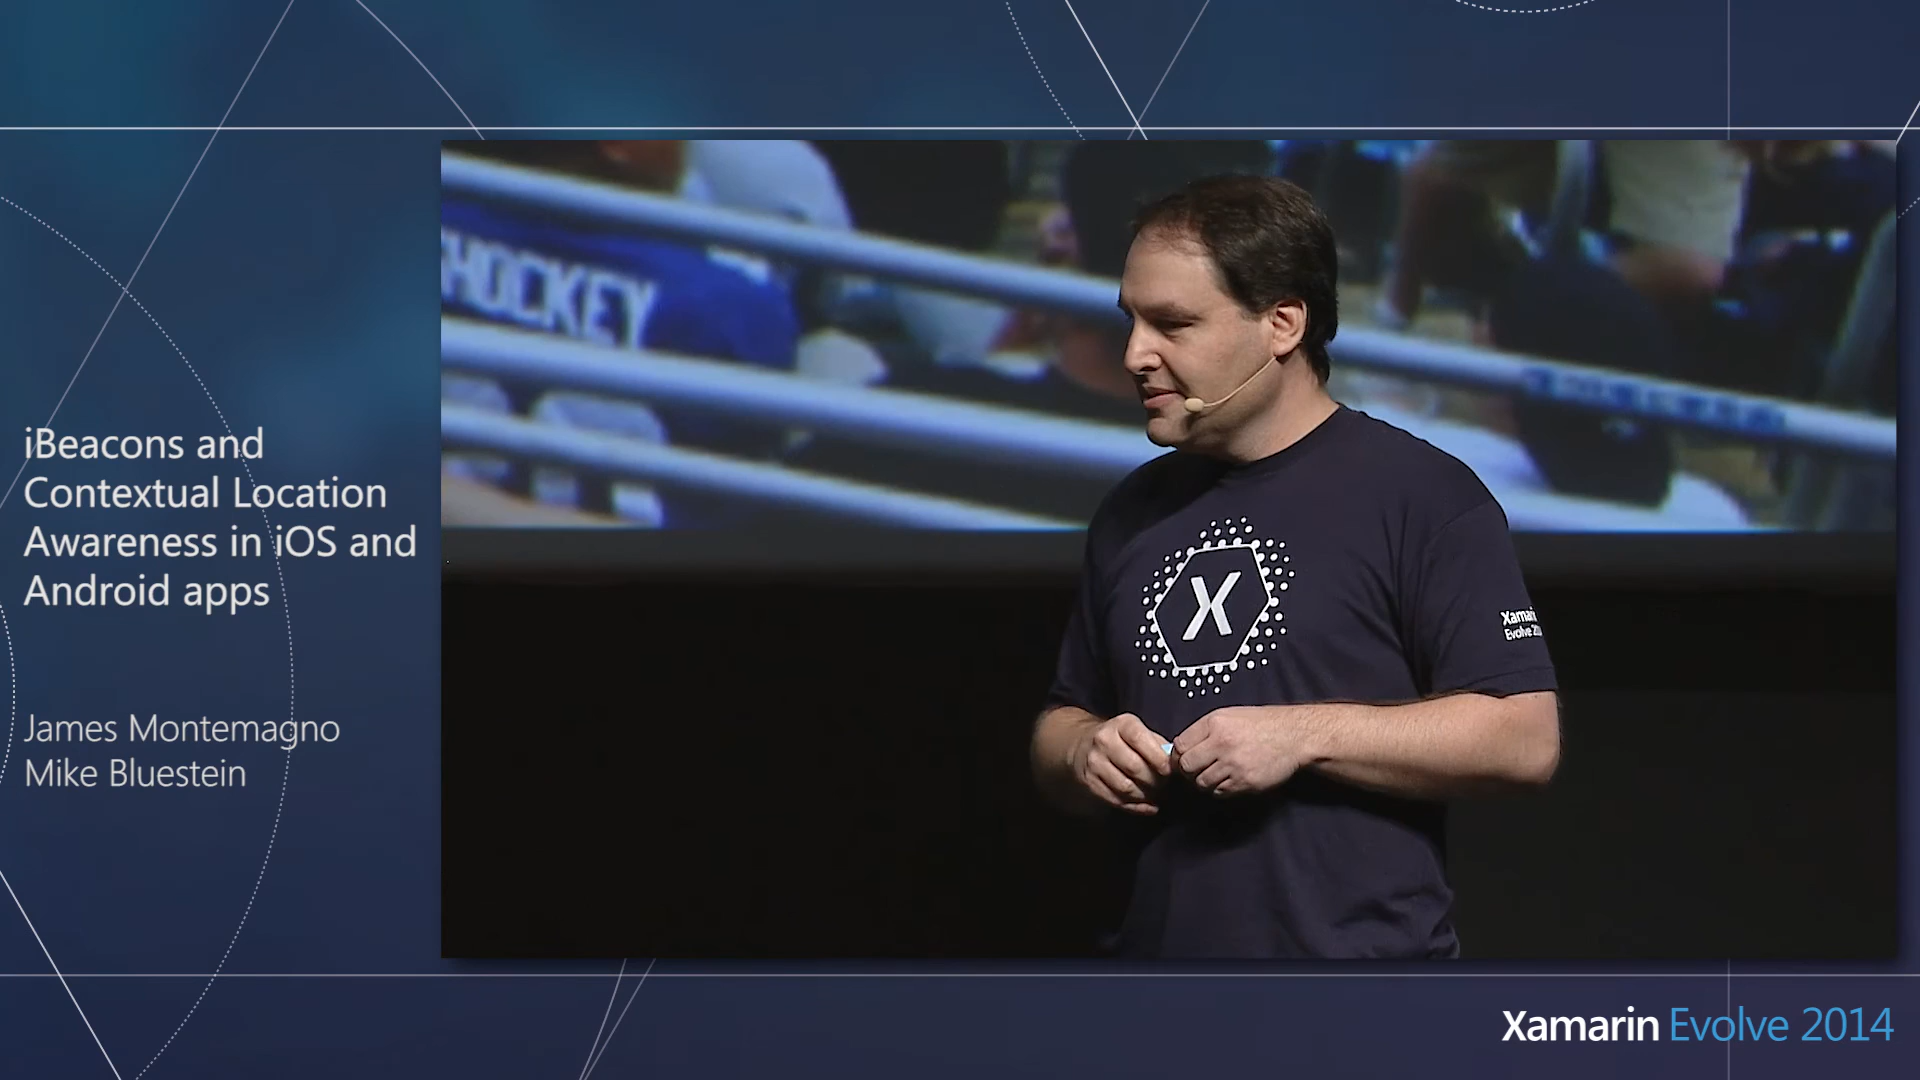 iBeacons and
Contextual Location
Awareness in iOS and
Android apps
James Montemagno
Mike Bluestein
HOCKEY
X
Xamarin
Evolve 2014